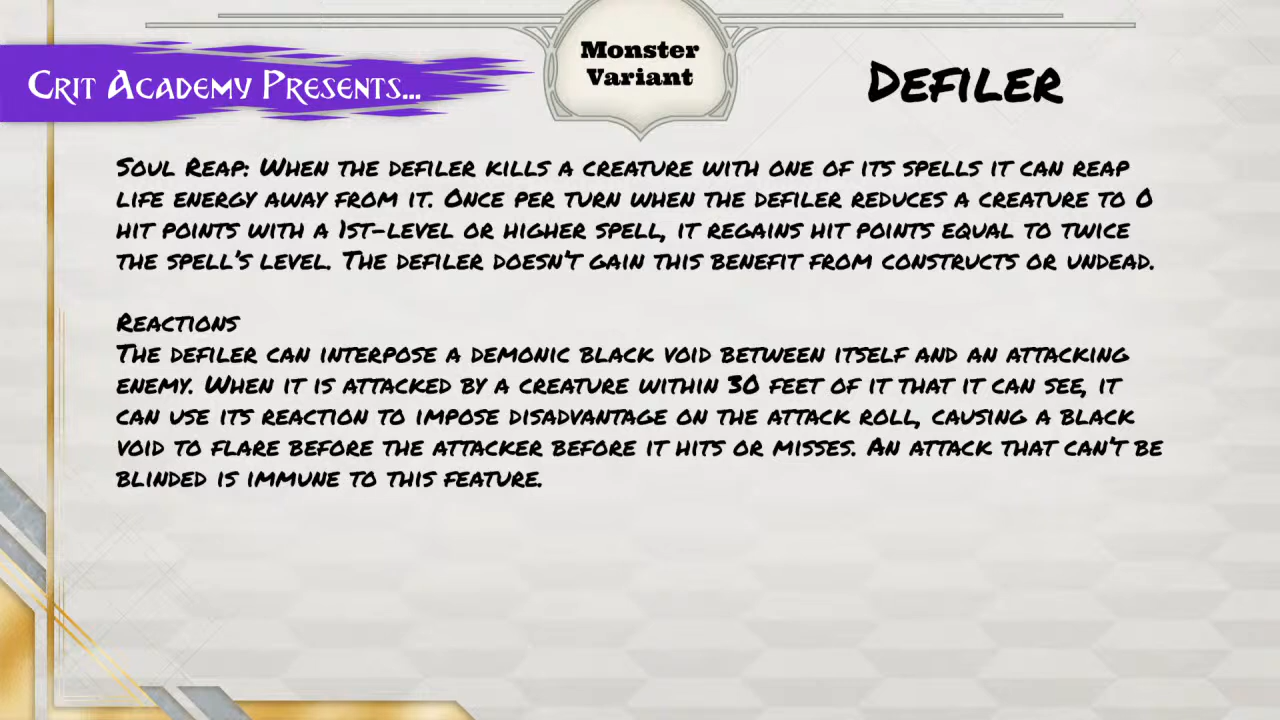 Monster
Variant
Crit Academy Presents...
Defiler
Soul Reap: When the defiler kills a creature with one of its spells it can reap
life energy away from it. Once per turn when the defiler reduces a creature to 0
hit points with a 1st-level or higher spell, it regains hit points equal to twice
the spell's level. The defiler doesn't gain this benefit from constructs or undead.
Reactions
The defiler can interpose a demonic black void between itself and an attacking
enemy. When it is attacked by a creature within 30 feet of it that it can see, it
can use its reaction to impose disadvantage on the attack roll, causing a black
void to flare before the attacker before it hits or misses. An attack that can't be
blinded is immune to this feature.